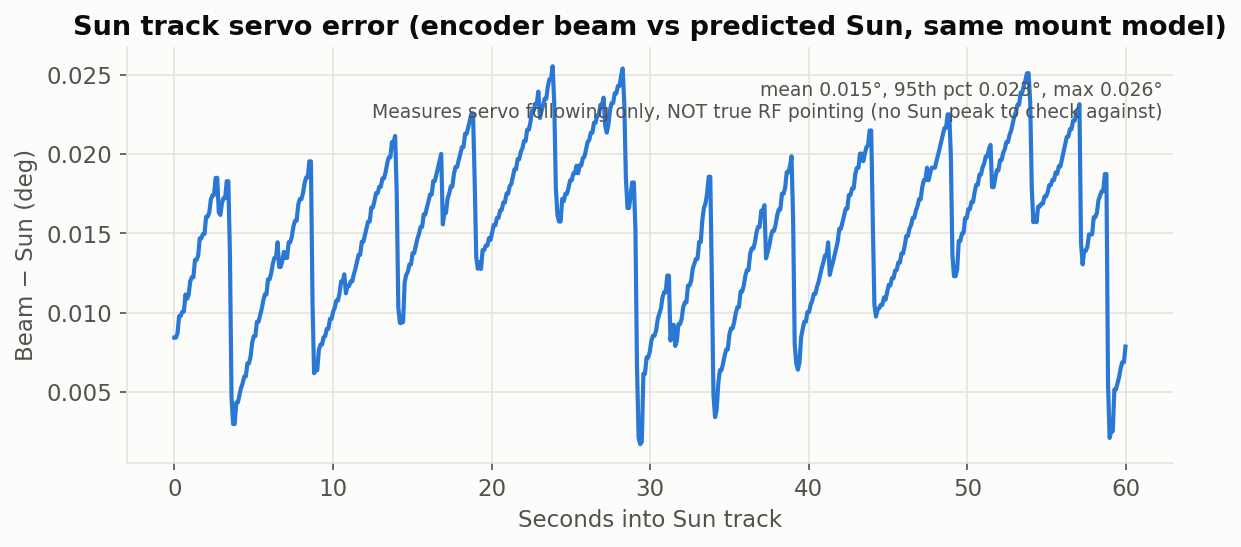 Sun track servo error (encoder beam vs predicted Sun, same mount model)
mean 0.015°, 95th pct 0.023°, max 0.026°
Measures servo following only, NOT true RF pointing (no Sun peak to check against)
Beam − Sun (deg)
0.025
0.020
0.015
0.010
0.005
0 10 20 30 40 50 60
Seconds into Sun track